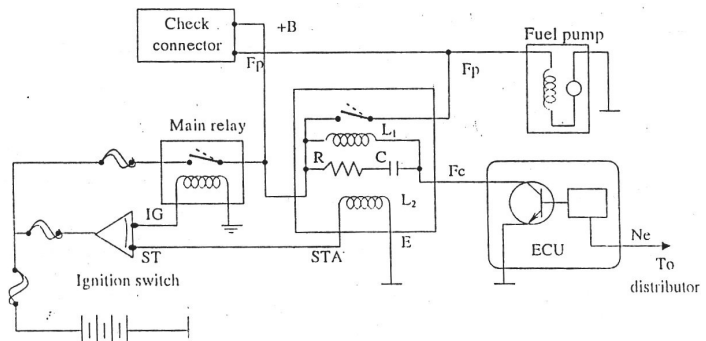 Check
connector
+B
Fp
Fp
Fuel pump
Main relay
L1
R
C
Fc
L2
IG
ST
STA
E
ECU
Ne
To
distributor
Ignition switch